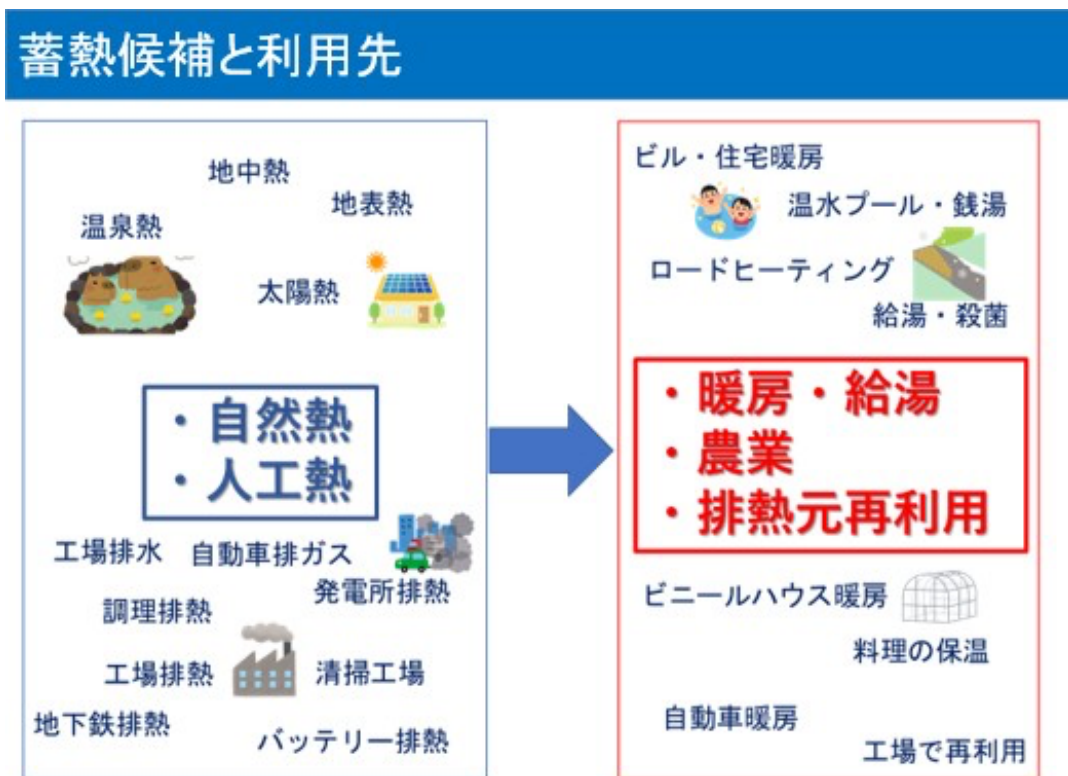 蓄熱候補と利用先
地中熱
地表熱
温泉熱
太陽熱
・自然熱
・人工熱
工場排水
自動車排ガス
発電所排熱
調理排熱
工場排熱
清掃工場
地下鉄排熱
バッテリー排熱
ビル・住宅暖房
温水プール・銭湯
ロードヒーティング
給湯・殺菌
・暖房・給湯
・農業
・排熱元再利用
ビニールハウス暖房
料理の保温
自動車暖房
工場で再利用